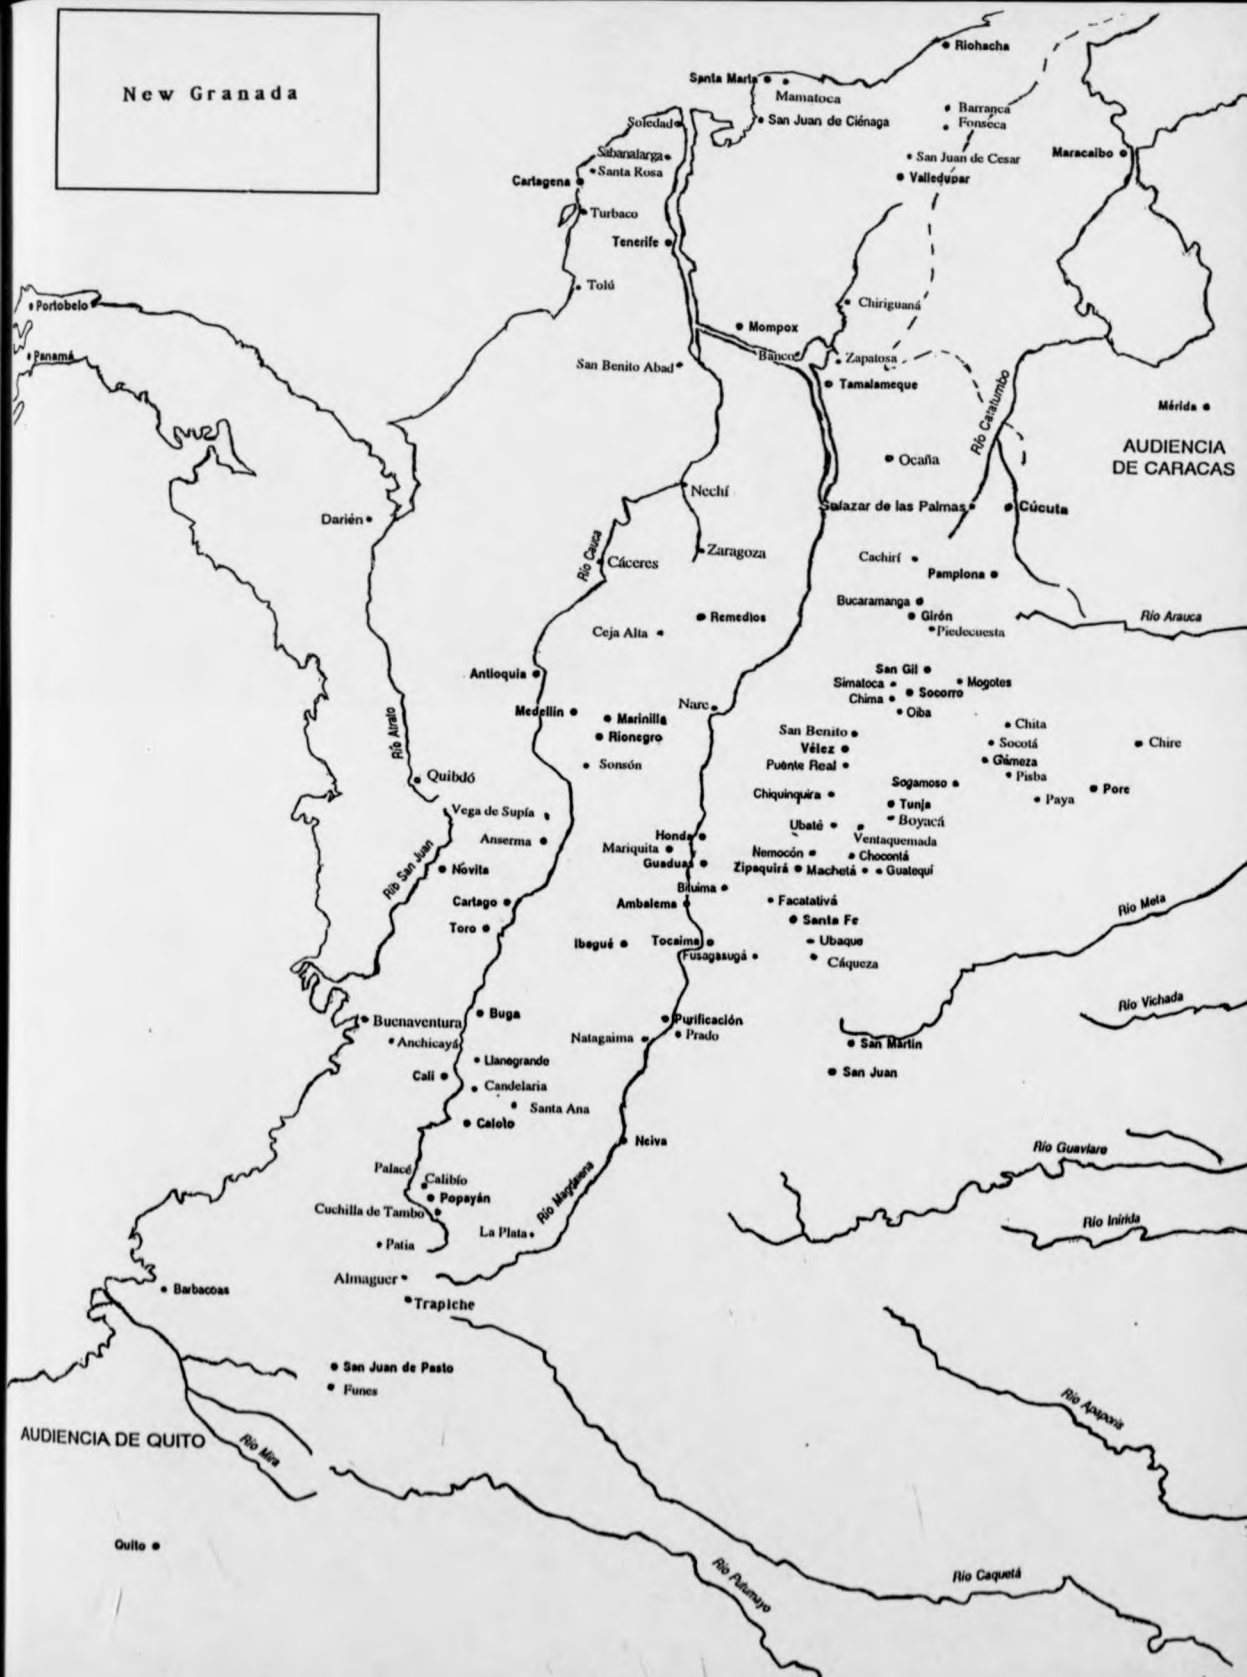 New Granada
Riohacha
Santa Marta
Mamatoca
Barranca
Fonseca
Soledad
San Juan de Ciénaga
Sabanalarga
San Juan de Cesar
Maracaibo
Santa Rosa
Cartagena
Valledupar
Turbaco
Tenerife
Tolú
Portobelo
Chiriguaná
Mompox
Panamá
Banco
Zapatosa
San Benito Abad
Tamalameque
Río Catatumbo
Mérida
AUDIENCIA
DE CARACAS
Ocaña
Nechí
Salazar de las Palmas
Cúcuta
Darién
Río Cauca
Zaragoza
Cáceres
Cachirí
Pamplona
Bucaramanga
Girón
Remedios
Río Arauca
Ceja Alta
Piedecuesta
Antioquia
San Gil
Simatoca
Mogotes
Socorro
Chima
Nare
Oiba
Medellín
Marinilla
Rionegro
Río Atrato
Chita
San Benito
Socotá
Chire
Vélez
Gámeza
Sonsón
Puente Real
Pisba
Quibdó
Sogamoso
Pore
Chiquinquira
Paya
Tunja
Vega de Supía
Boyacá
Ubaté
Ventaquemada
Anserma
Honda
Mariquita
Nemocón
Chocontá
Guaduas
Río San Juan
Novita
Zipaquirá
Machetá
Guatequí
Bituima
Cartago
Ambalema
Facatativá
Río Meta
Santa Fe
Toro
Ibagué
Tocaima
Ubaque
Fusagasugá
Cáqueza
Río Vichada
Buga
Buenaventura
Purificación
Anchicayá
Natagaima
Prado
San Martin
Llanogrande
Cali
San Juan
Candelaria
Santa Ana
Caloto
Neiva
Río Guaviare
Palacé
Calibío
Popayán
Río Magdalena
Cuchilla de Tambo
Río Inírida
La Plata
Patia
Almaguer
Barbacoas
Trapiche
San Juan de Pasto
Funes
Río Apaporis
AUDIENCIA DE QUITO
Río Mira
Quito
Río Putumayo
Río Caquetá